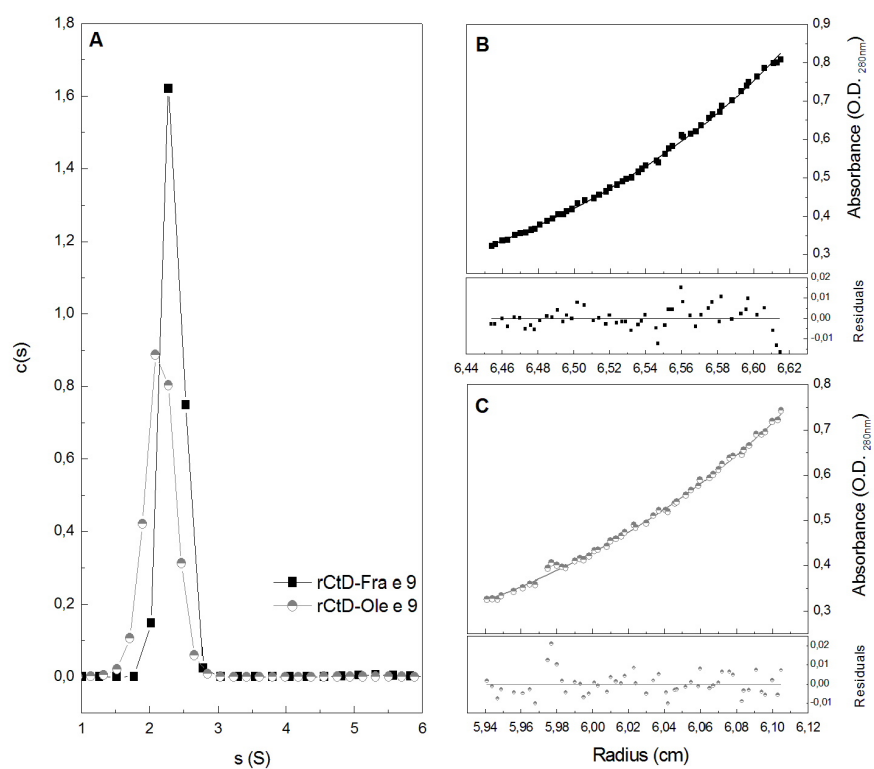 A
1,8
1,6
1,4
1,2
1,0
0,8
0,6
0,4
0,2
0,0
c(s)
1 2 3 4 5 6
s (S)
rCtD-Fra e 9
rCtD-Ole e 9
B
0,9
0,8
0,7
0,6
0,5
0,4
0,3
Absorbance (O.D. 280nm)
0,02
0,01
0,00
-0,01
Residuals
6,44 6,46 6,48 6,50 6,52 6,54 6,56 6,58 6,60 6,62
C
0,8
0,7
0,6
0,5
0,4
0,3
Absorbance (O.D. 280nm)
0,02
0,01
0,00
-0,01
Residuals
5,94 5,96 5,98 6,00 6,02 6,04 6,06 6,08 6,10 6,12
Radius (cm)